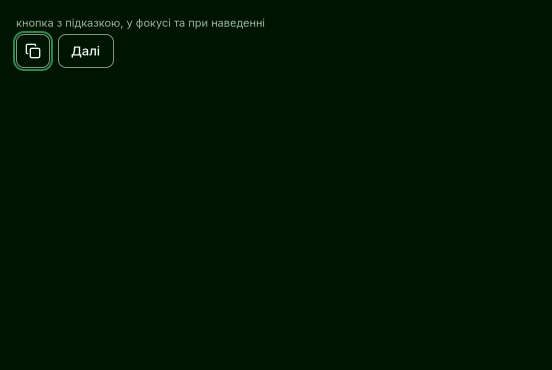 кнопка з підказкою, у фокусі та при наведенні
Далі